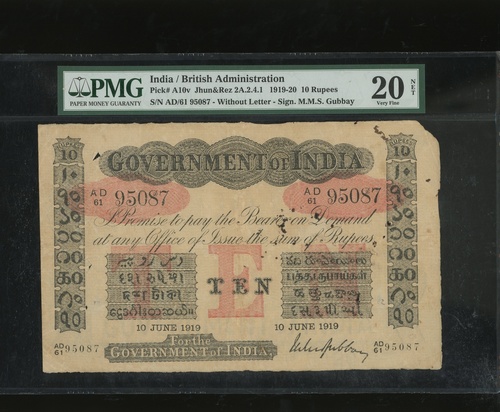 PMG
PAPER MONEY GUARANTY
India / British Administration
Pick# A10v Jhun&Rez 2A.2.4.1 1919-20 10 Rupees
S/N AD/61 95087 - Without Letter - Sign. M.M.S. Gubbay
20 NET
Very Fine
10
10
GOVERNMENT OF INDIA
AD 61 95087
AD 61 95087
I Promise to pay the Bearer on Demand
at any Office of Issue the sum of Rupees
TEN
E
10 JUNE 1919
10 JUNE 1919
For the
GOVERNMENT OF INDIA.
AD 61 95087
AD 61 95087